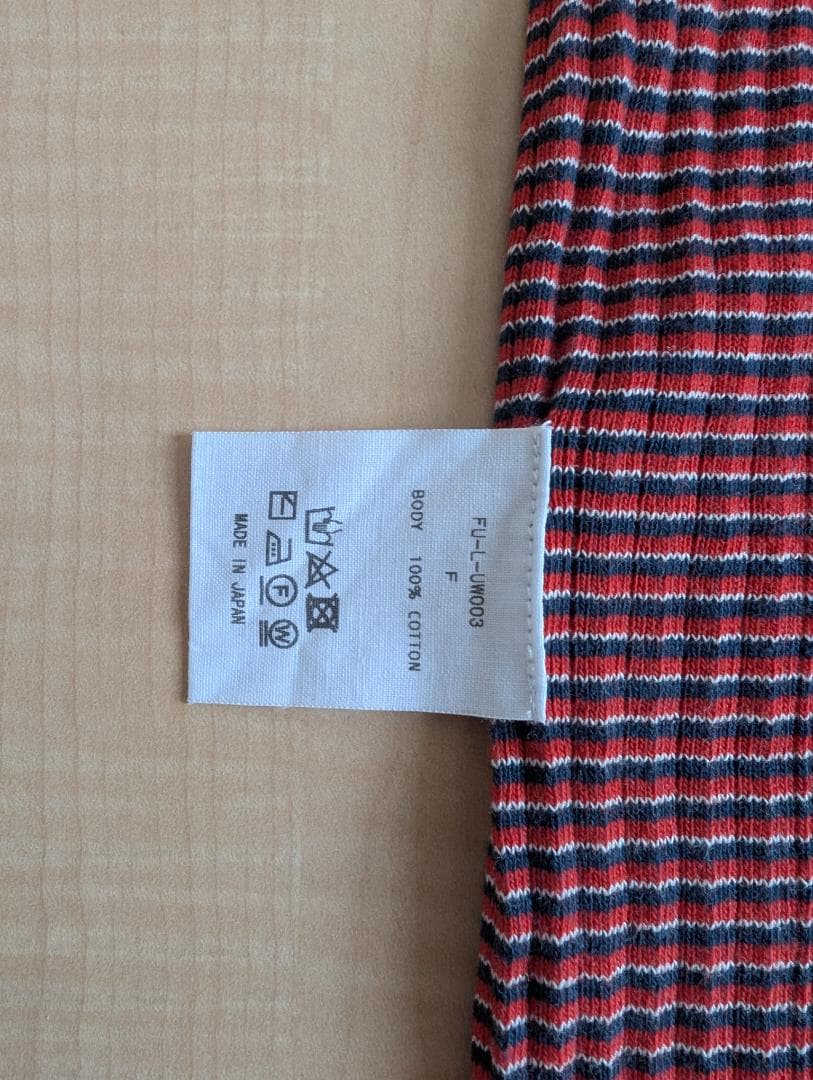 FU-L-UW003
F
BODY 100% COTTON
F W
MADE IN JAPAN